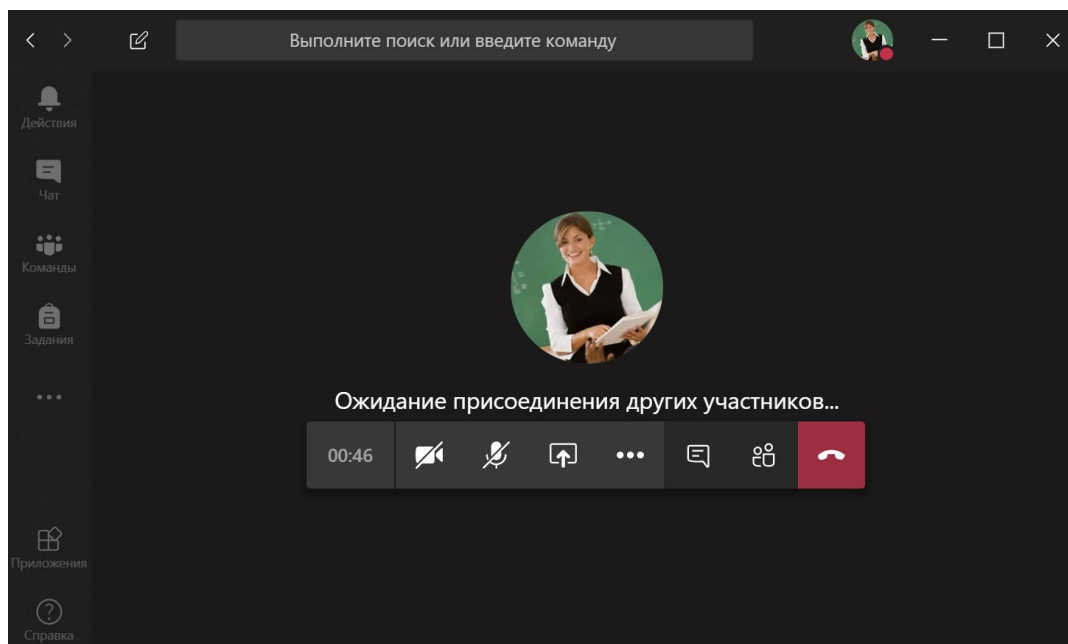 Выполните поиск или введите команду
Действия
Чат
Команды
Задания
Ожидание присоединения других участников...
00:46
Приложения
Справка